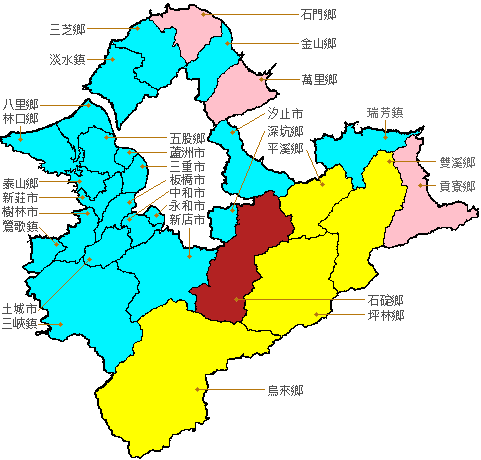 石門鄉
三芝鄉
金山鄉
淡水鎮
萬里鄉
八里鄉
林口鄉
汐止市
瑞芳鎮
深坑鄉
五股鄉
平溪鄉
蘆洲市
雙溪鄉
三重市
泰山鄉
板橋市
貢寮鄉
新莊市
中和市
樹林市
永和市
鶯歌鎮
新店市
石碇鄉
土城市
坪林鄉
三峽鎮
烏來鄉